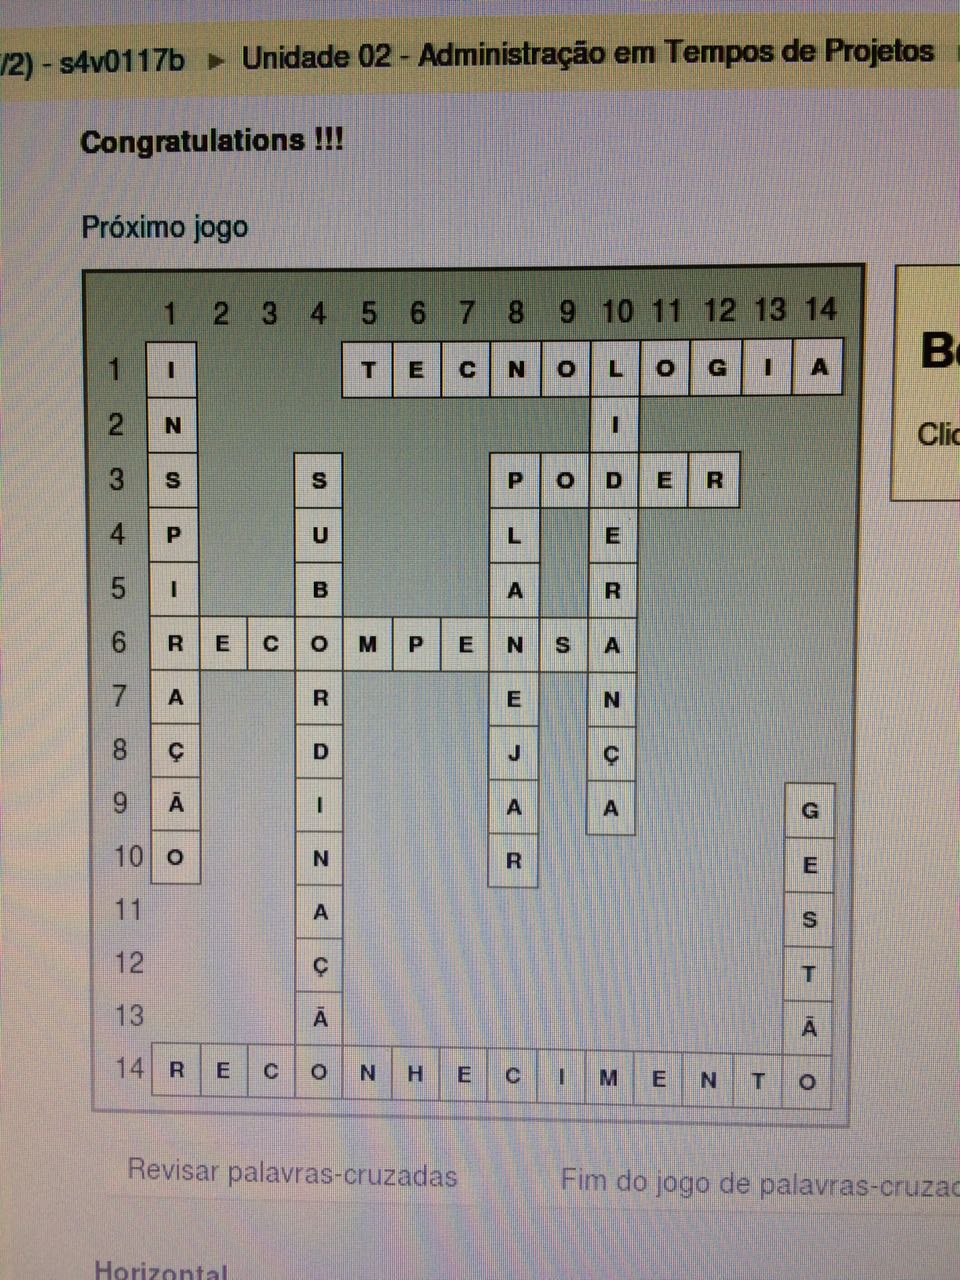 /2) - s4v0117b ► Unidade 02 - Administração em Tempos de Projetos
Congratulations !!!
Próximo jogo
1 2 3 4 5 6 7 8 9 10 11 12 13 14
1 I T E C N O L O G I A
2 N I
3 S S P O D E R
4 P U L E
5 I B A R
6 R E C O M P E N S A
7 A R E N
8 Ç D J Ç
9 Ã I A A G
10 O N R E
11 A S
12 Ç T
13 Ã Ã
14 R E C O N H E C I M E N T O
Clic
Revisar palavras-cruzadas
Fim do jogo de palavras-cruzad
Horizontal